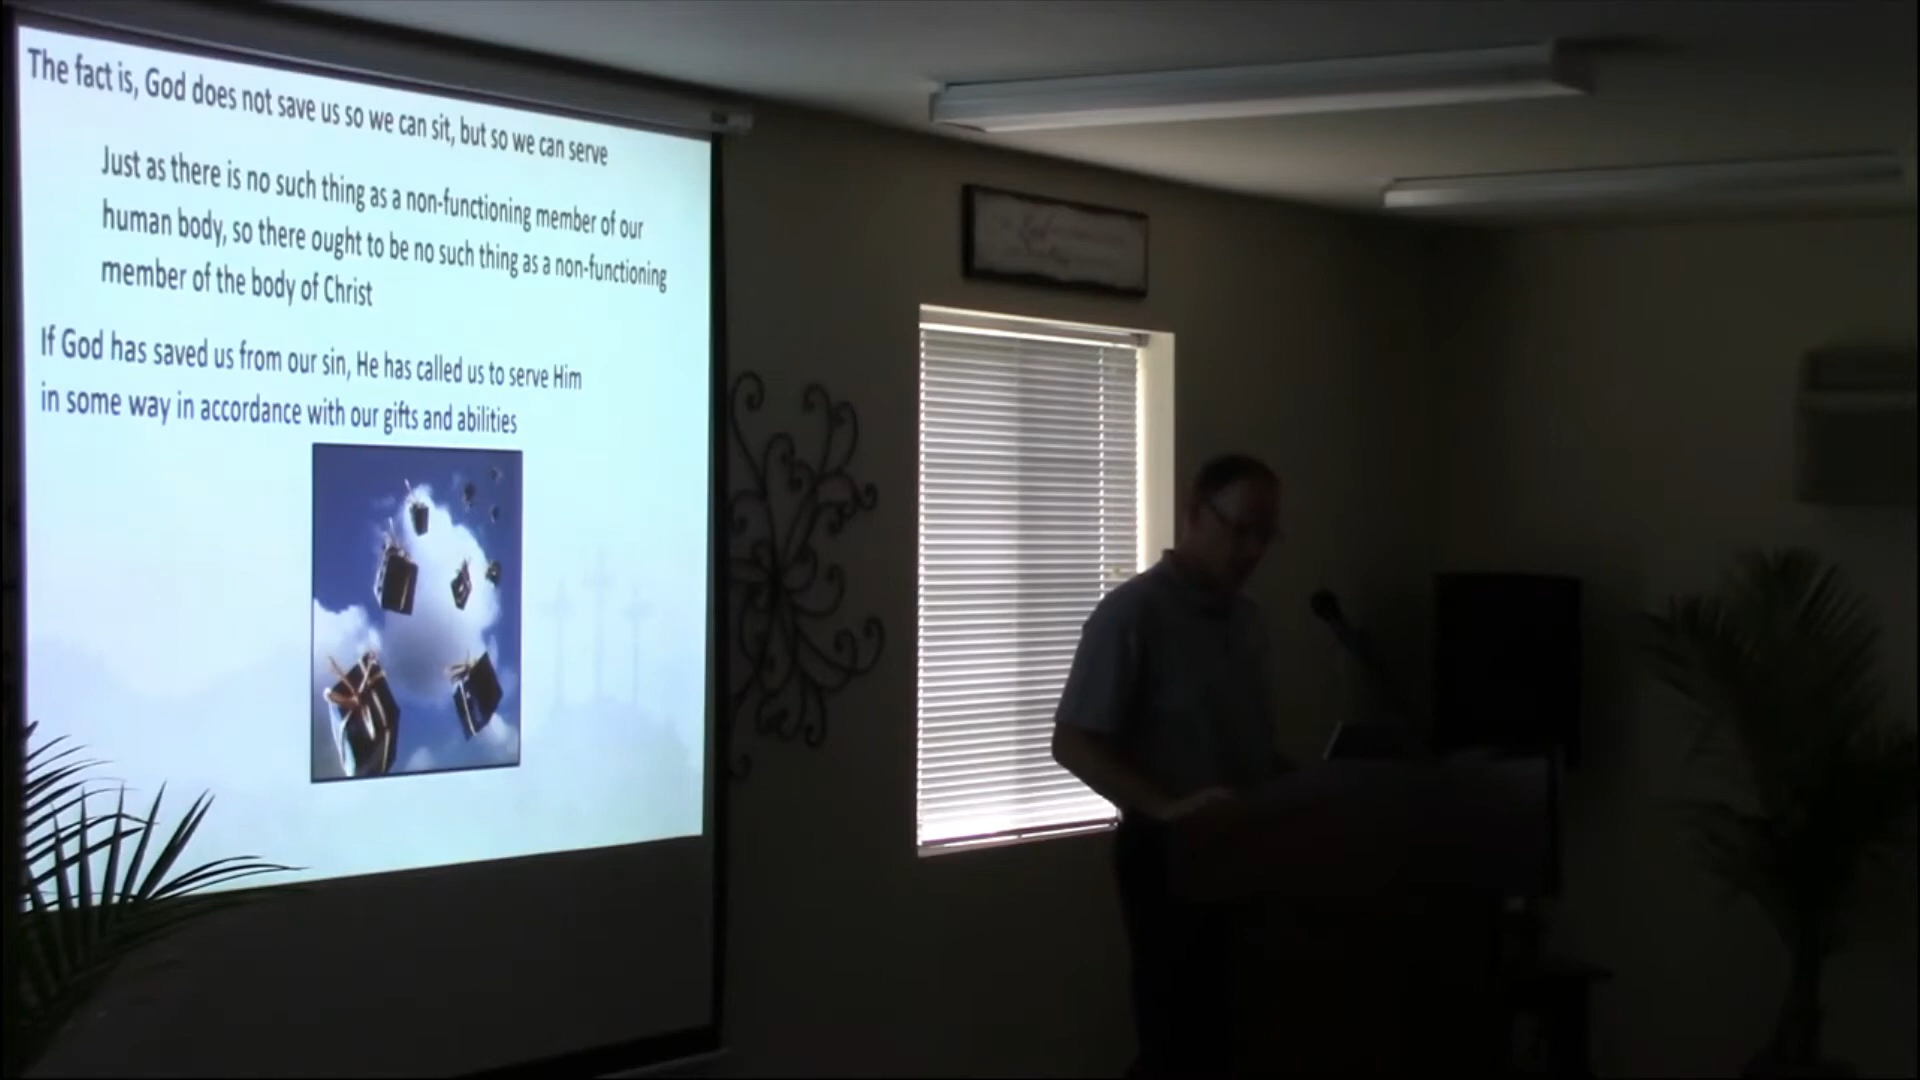 The fact is, God does not save us so we can sit, but so we can serve
Just as there is no such thing as a non-functioning member of our
human body, so there ought to be no such thing as a non-functioning
member of the body of Christ
If God has saved us from our sin, He has called us to serve Him
in some way in accordance with our gifts and abilities